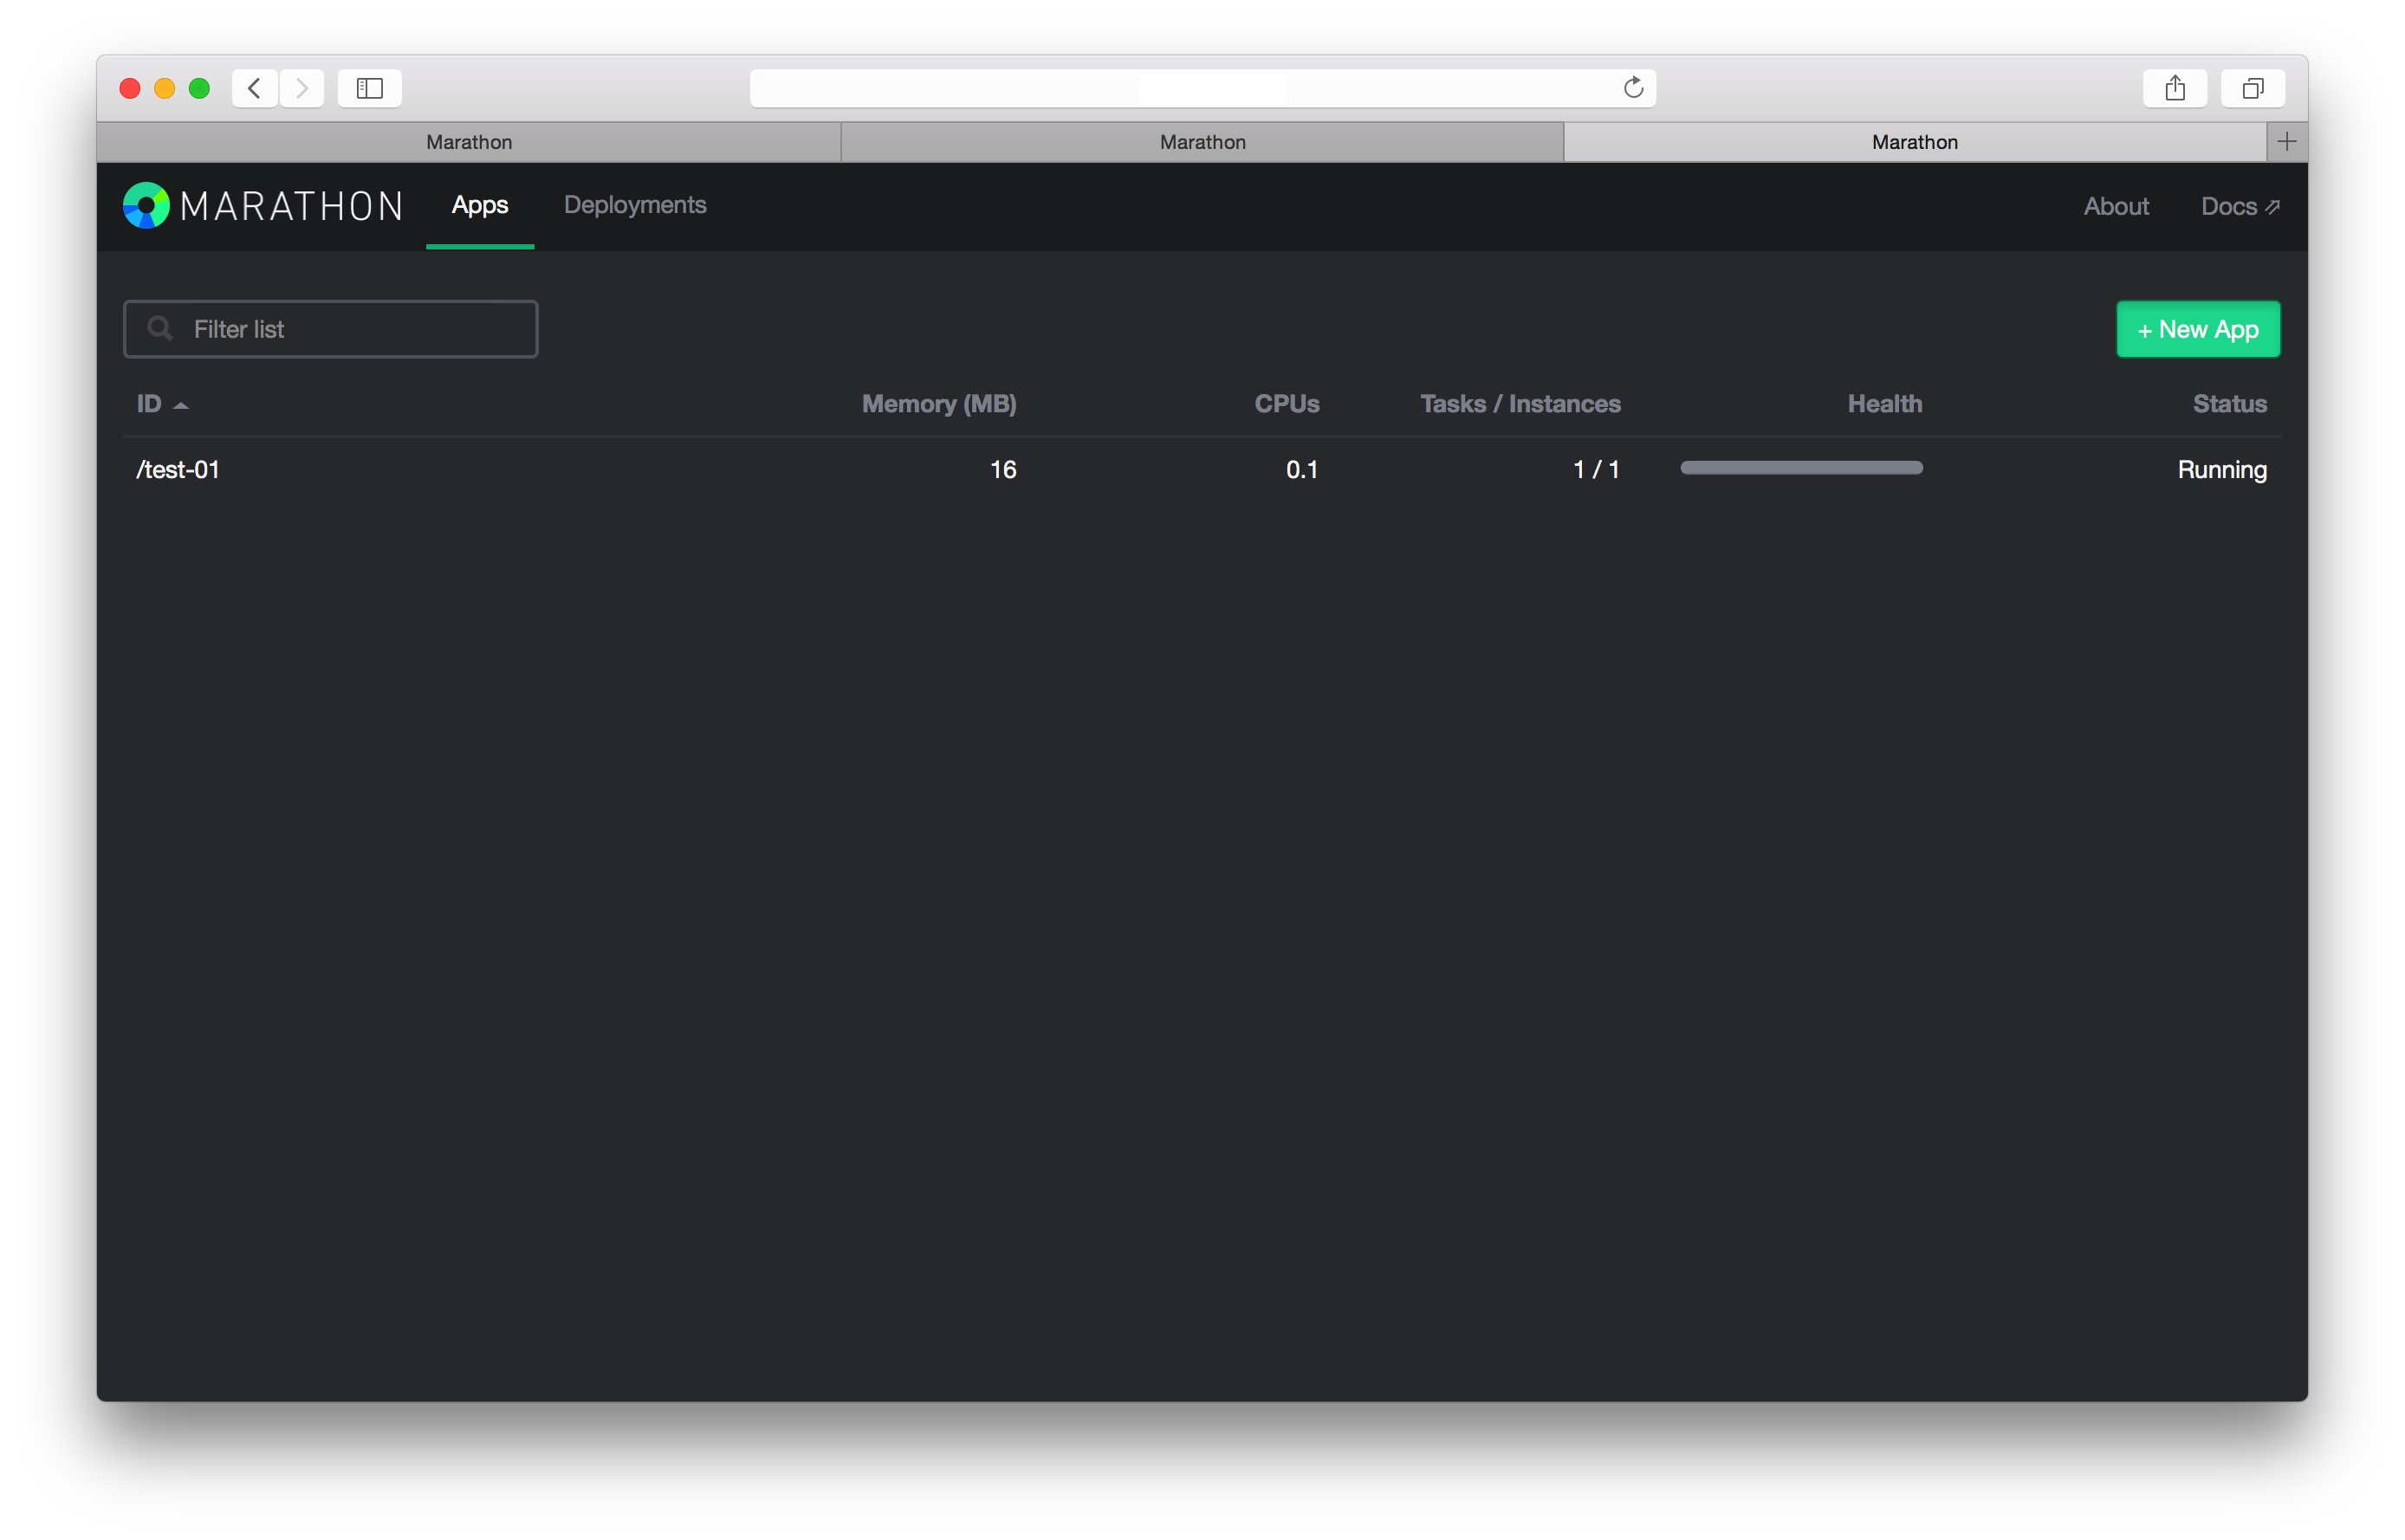 Marathon Marathon Marathon
MARATHON Apps Deployments About Docs
Filter list + New App
ID Memory (MB) CPUs Tasks / Instances Health Status
/test-01 16 0.1 1 / 1 Running